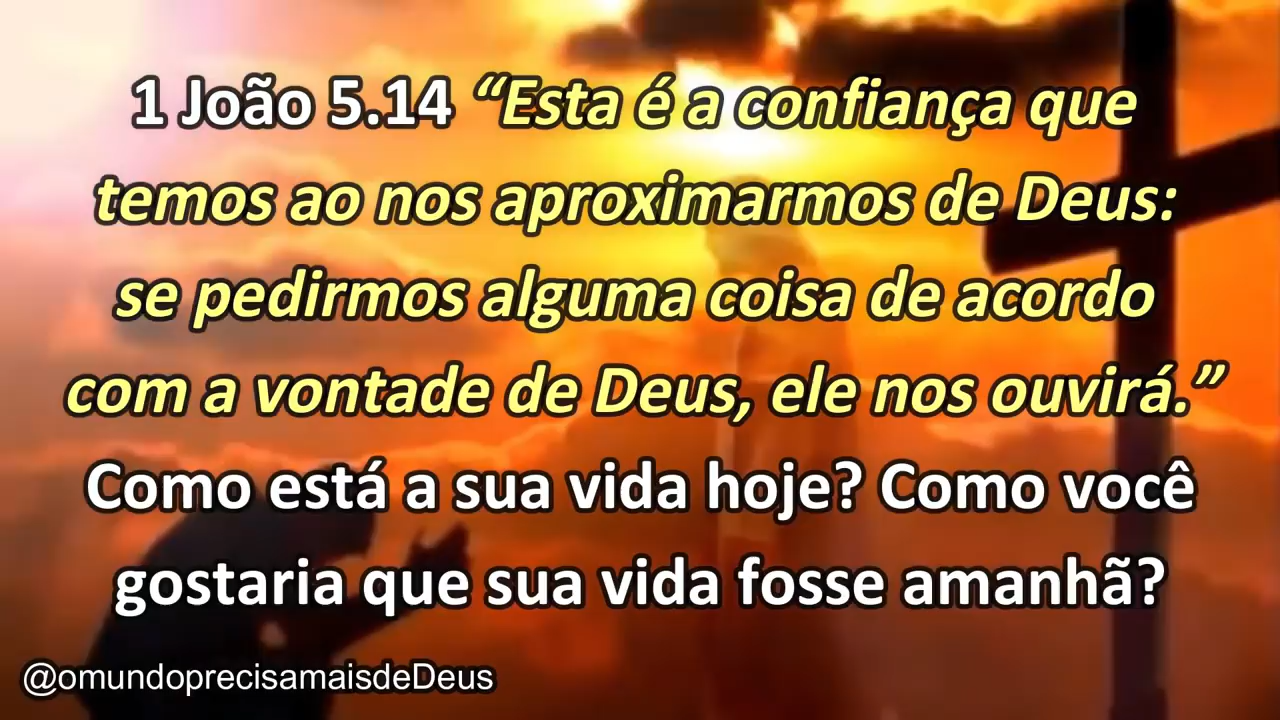 1 João 5.14 “Esta é a confiança que
temos ao nos aproximarmos de Deus:
se pedirmos alguma coisa de acordo
com a vontade de Deus, ele nos ouvirá.”
Como está a sua vida hoje? Como você
gostaria que sua vida fosse amanhã?
@omundoprecisamaisdeDeus